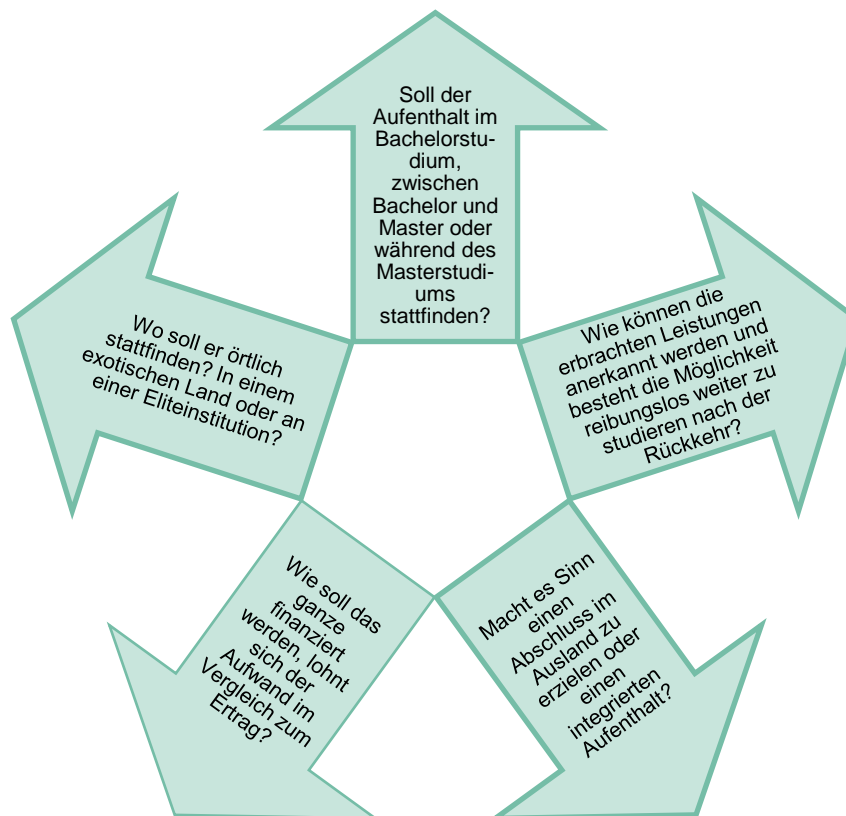 Soll der
Aufenthalt im
Bachelorstu-
dium,
zwischen
Bachelor und
Master oder
während des
Masterstudi-
ums
stattfinden?
Wie können die
erbrachten Leistungen
anerkannt werden und
besteht die Möglichkeit
reibungslos weiter zu
studieren nach der
Rückkehr?
Macht es Sinn
einen
Abschluss im
Ausland zu
erzielen oder
einen
integrierten
Aufenthalt?
Wie soll das
ganze
finanziert
werden, lohnt
sich der
Aufwand im
Vergleich zum
Ertrag?
Wo soll er örtlich
stattfinden? In einem
exotischen Land oder an
einer Eliteinstitution?